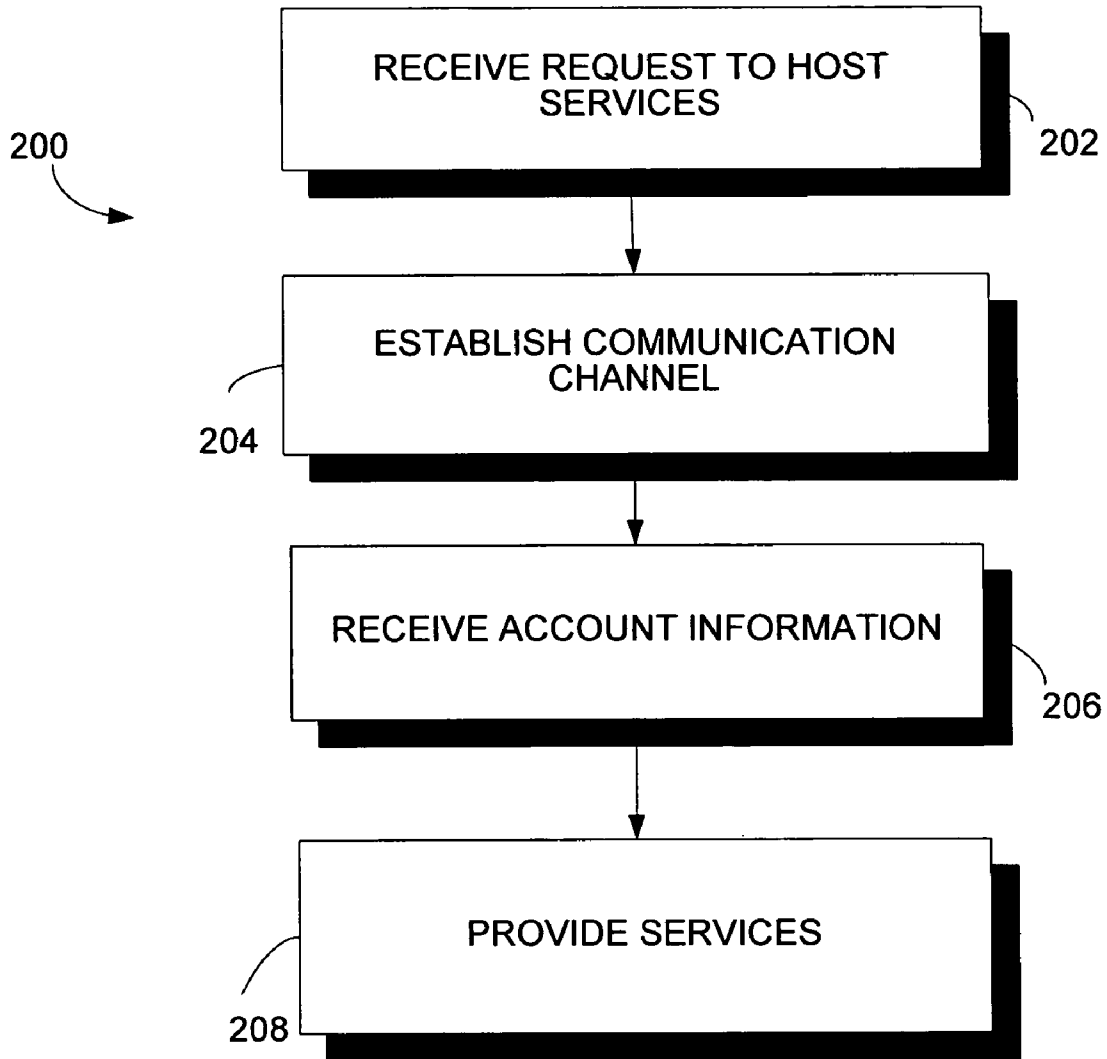 RECEIVE REQUEST TO HOST
SERVICES
200
202
ESTABLISH COMMUNICATION
CHANNEL
204
RECEIVE ACCOUNT INFORMATION
206
PROVIDE SERVICES
208